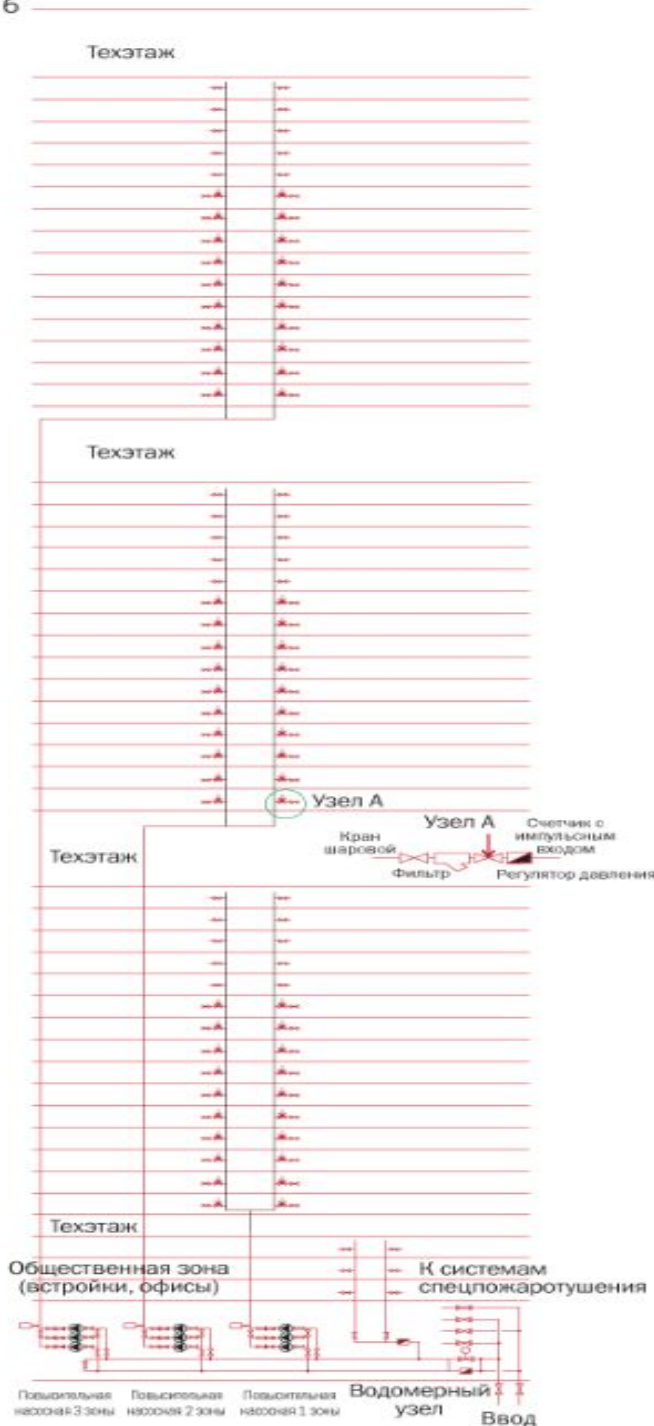 б
Техэтаж
Техэтаж
Узел А
Узел А
Счетчик с
импульсным
входом
Кран
шаровой
Фильтр
Регулятор давления
Техэтаж
Техэтаж
Общественная зона
(встройки, офисы)
К системам
спецпожаротушения
Повысительная
насосная 3 зоны
Повысительная
насосная 2 зоны
Повысительная
насосная 1 зоны
Водомерный
узел
Ввод